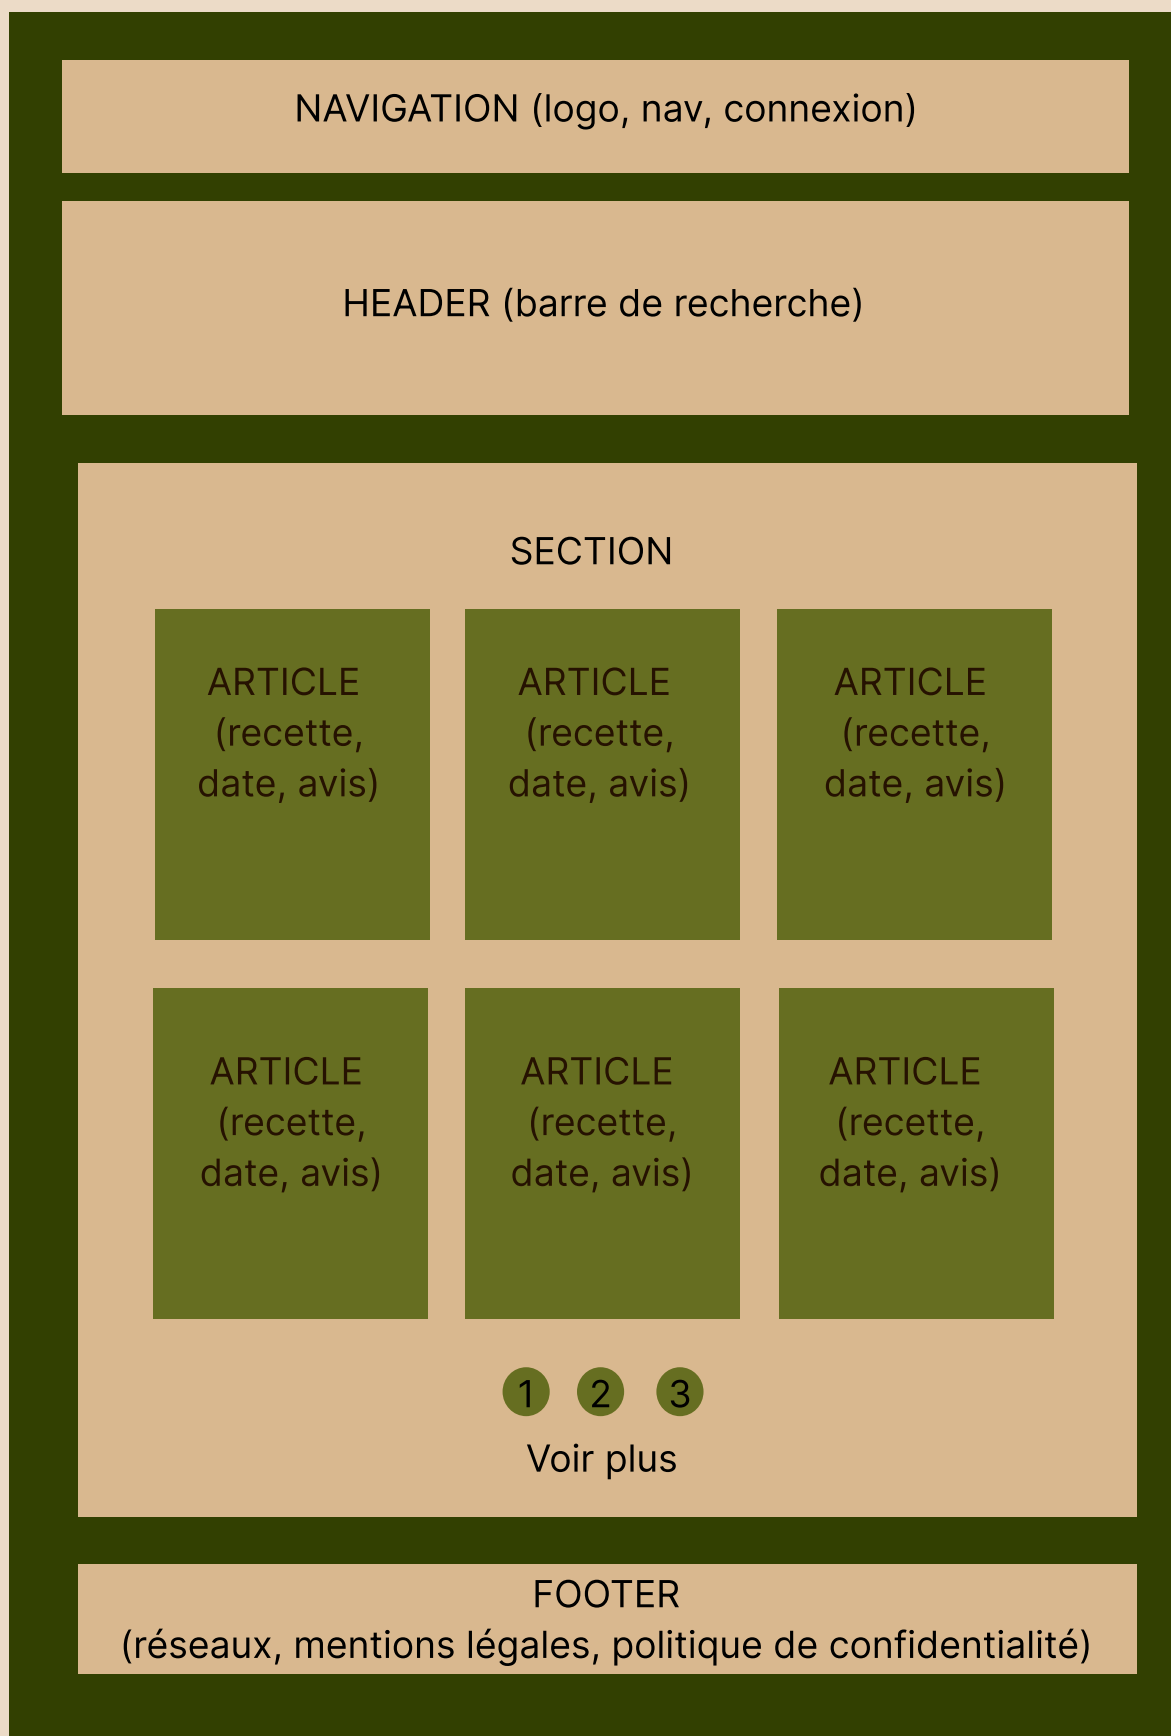 NAVIGATION (logo, nav, connexion)
HEADER (barre de recherche)
SECTION
ARTICLE
(recette,
date, avis)
ARTICLE
(recette,
date, avis)
ARTICLE
(recette,
date, avis)
ARTICLE
(recette,
date, avis)
ARTICLE
(recette,
date, avis)
ARTICLE
(recette,
date, avis)
1 2 3
Voir plus
FOOTER
(réseaux, mentions légales, politique de confidentialité)